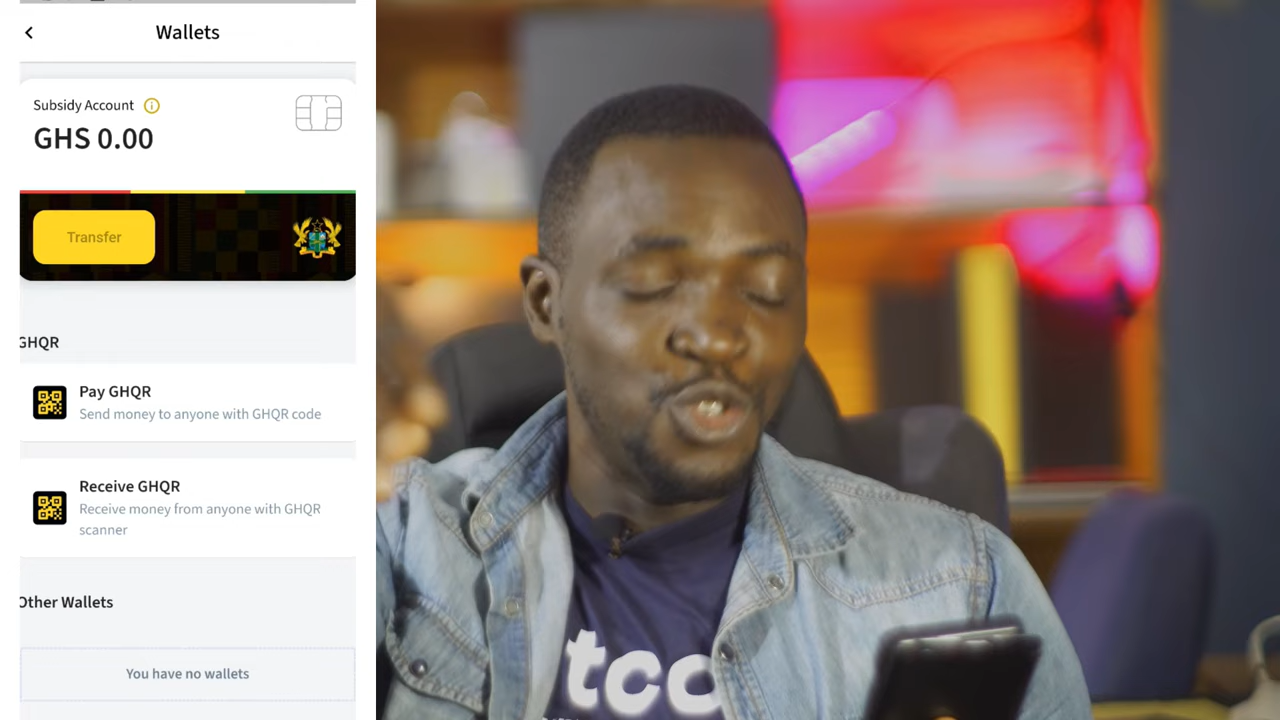 Wallets
Subsidy Account
GHS 0.00
Transfer
GHQR
Pay GHQR
Send money to anyone with GHQR code
Receive GHQR
Receive money from anyone with GHQR
scanner
Other Wallets
You have no wallets
tco